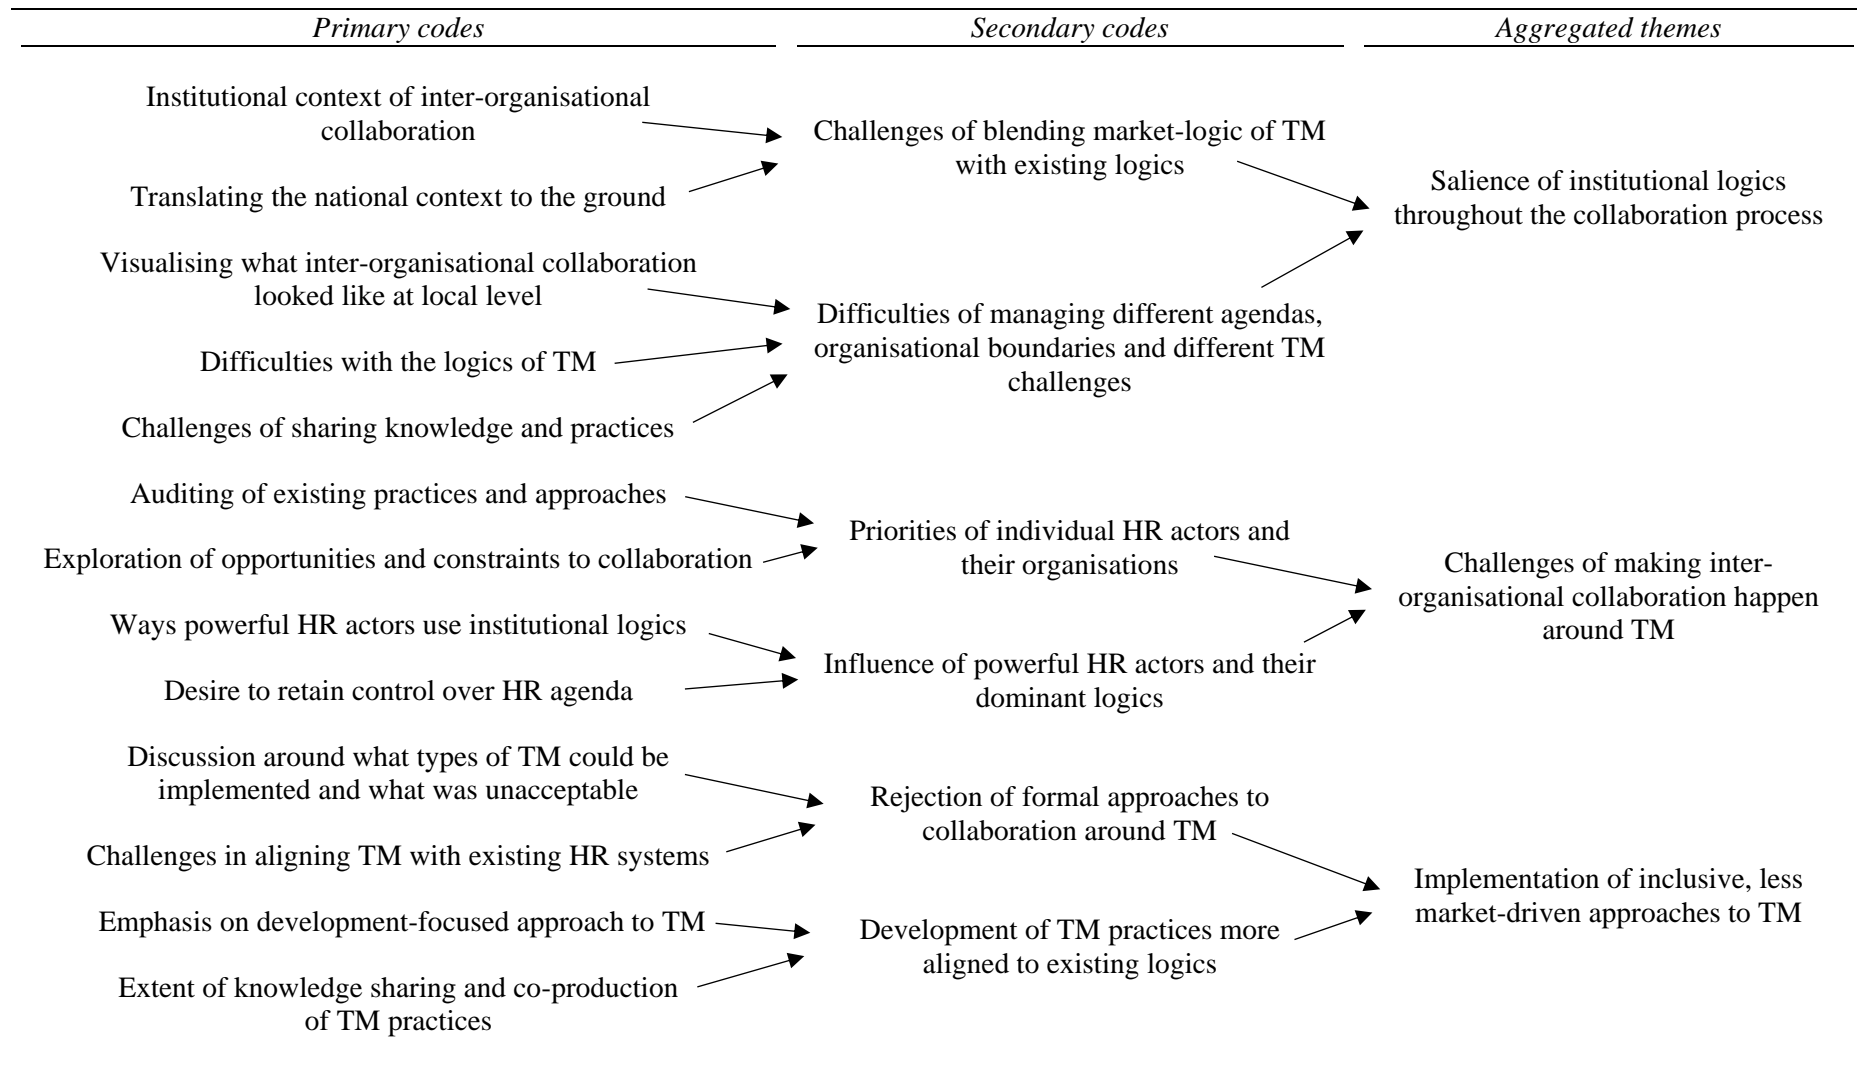 Primary codes
Secondary codes
Aggregated themes
Institutional context of inter-organisational
collaboration
Translating the national context to the ground
Visualising what inter-organisational collaboration
looked like at local level
Difficulties with the logics of TM
Challenges of sharing knowledge and practices
Auditing of existing practices and approaches
Exploration of opportunities and constraints to collaboration
Ways powerful HR actors use institutional logics
Desire to retain control over HR agenda
Discussion around what types of TM could be
implemented and what was unacceptable
Challenges in aligning TM with existing HR systems
Emphasis on development-focused approach to TM
Extent of knowledge sharing and co-production
of TM practices
Challenges of blending market-logic of TM
with existing logics
Difficulties of managing different agendas,
organisational boundaries and different TM
challenges
Priorities of individual HR actors and
their organisations
Influence of powerful HR actors and their
dominant logics
Rejection of formal approaches to
collaboration around TM
Development of TM practices more
aligned to existing logics
Salience of institutional logics
throughout the collaboration process
Challenges of making inter-
organisational collaboration happen
around TM
Implementation of inclusive, less
market-driven approaches to TM